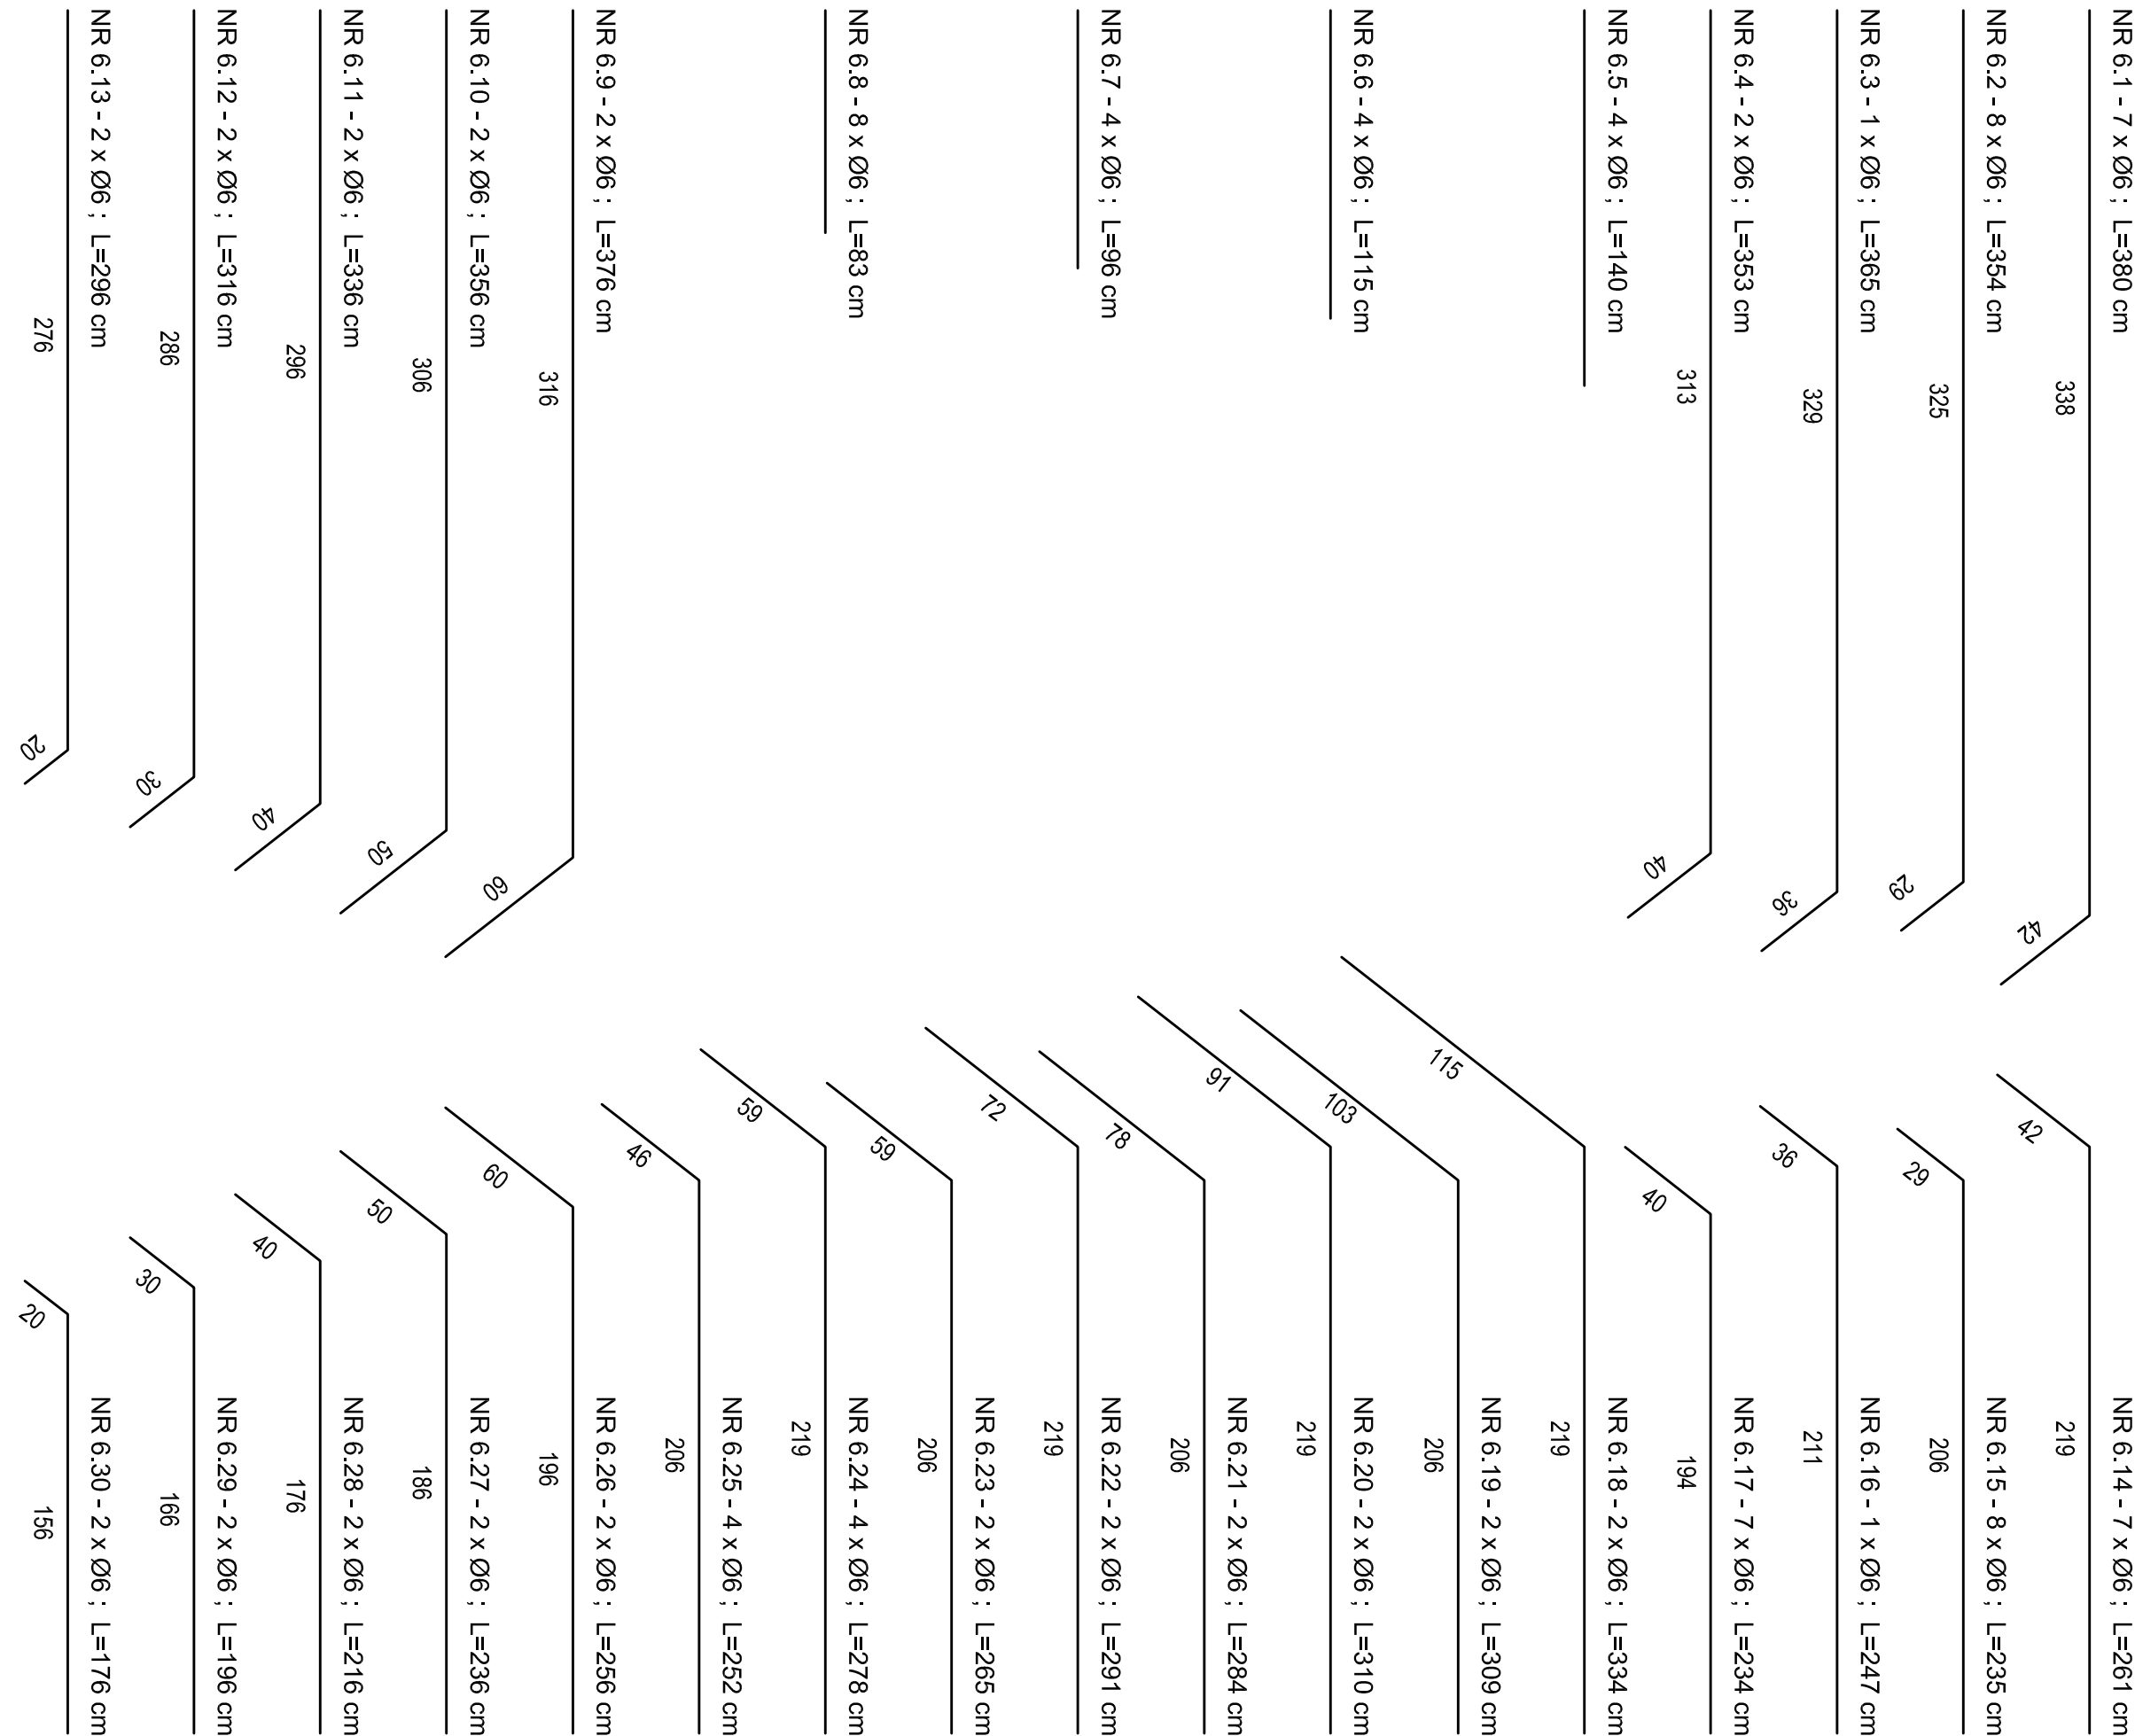 NR 6.1 - 7 x Ø6 ; L=380 cm
338
42
NR 6.2 - 8 x Ø6 ; L=354 cm
325
29
NR 6.3 - 1 x Ø6 ; L=365 cm
329
36
NR 6.4 - 2 x Ø6 ; L=353 cm
313
40
NR 6.5 - 4 x Ø6 ; L=140 cm
NR 6.6 - 4 x Ø6 ; L=115 cm
NR 6.7 - 4 x Ø6 ; L=96 cm
NR 6.8 - 8 x Ø6 ; L=83 cm
NR 6.9 - 2 x Ø6 ; L=376 cm
316
60
NR 6.10 - 2 x Ø6 ; L=356 cm
306
50
NR 6.11 - 2 x Ø6 ; L=336 cm
296
40
NR 6.12 - 2 x Ø6 ; L=316 cm
286
30
NR 6.13 - 2 x Ø6 ; L=296 cm
276
20
NR 6.14 - 7 x Ø6 ; L=261 cm
219
42
NR 6.15 - 8 x Ø6 ; L=235 cm
206
29
NR 6.16 - 1 x Ø6 ; L=247 cm
211
36
NR 6.17 - 7 x Ø6 ; L=234 cm
194
40
NR 6.18 - 2 x Ø6 ; L=334 cm
219
115
NR 6.19 - 2 x Ø6 ; L=309 cm
206
103
NR 6.20 - 2 x Ø6 ; L=310 cm
219
91
NR 6.21 - 2 x Ø6 ; L=284 cm
206
78
NR 6.22 - 2 x Ø6 ; L=291 cm
219
72
NR 6.23 - 2 x Ø6 ; L=265 cm
206
59
NR 6.24 - 4 x Ø6 ; L=278 cm
219
59
NR 6.25 - 4 x Ø6 ; L=252 cm
206
46
NR 6.26 - 2 x Ø6 ; L=256 cm
196
60
NR 6.27 - 2 x Ø6 ; L=236 cm
186
50
NR 6.28 - 2 x Ø6 ; L=216 cm
176
40
NR 6.29 - 2 x Ø6 ; L=196 cm
166
30
NR 6.30 - 2 x Ø6 ; L=176 cm
156
20